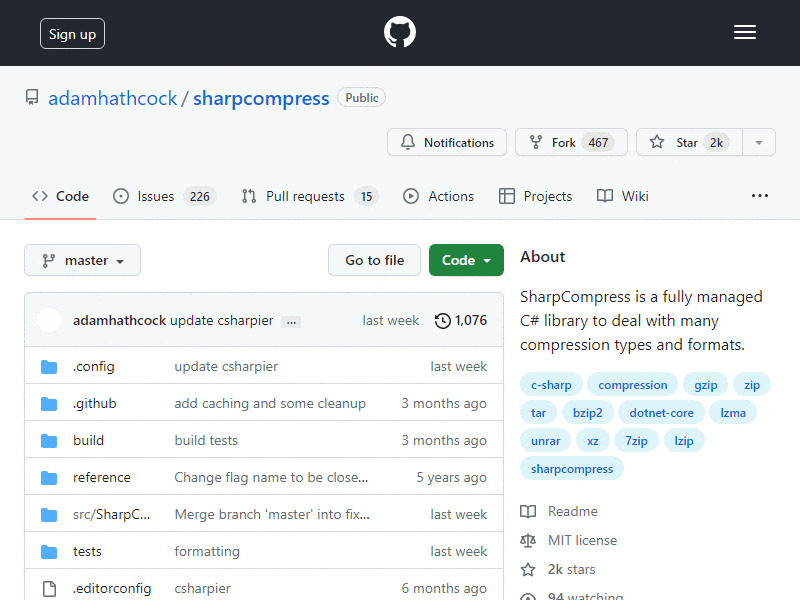 Sign up
adamhathcock / sharpcompress Public
Notifications Fork 467 Star 2k
Code Issues 226 Pull requests 15 Actions Projects Wiki ...
master Go to file Code
adamhathcock update csharpier ... last week 1,076
.config update csharpier last week
.github add caching and some cleanup 3 months ago
build build tests 3 months ago
reference Change flag name to be close... 5 years ago
src/SharpC... Merge branch 'master' into fix... last week
tests formatting last week
.editorconfig csharpier 6 months ago
About
SharpCompress is a fully managed
C# library to deal with many
compression types and formats.
c-sharp compression gzip zip
tar bzip2 dotnet-core lzma
unrar xz 7zip lzip
sharpcompress
Readme
MIT license
2k stars
94 watching